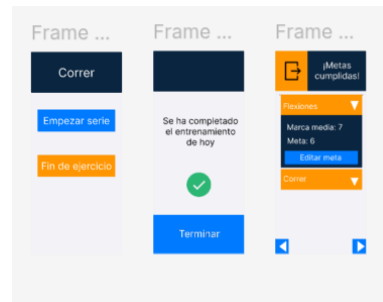 Frame ...
Correr
Empezar serie
Fin de ejercicio
Frame ...
Se ha completado
el entrenamiento
de hoy
Terminar
Frame ...
¡Metas
cumplidas!
Flexiones
Marca media: 7
Meta: 6
Editar meta
Correr